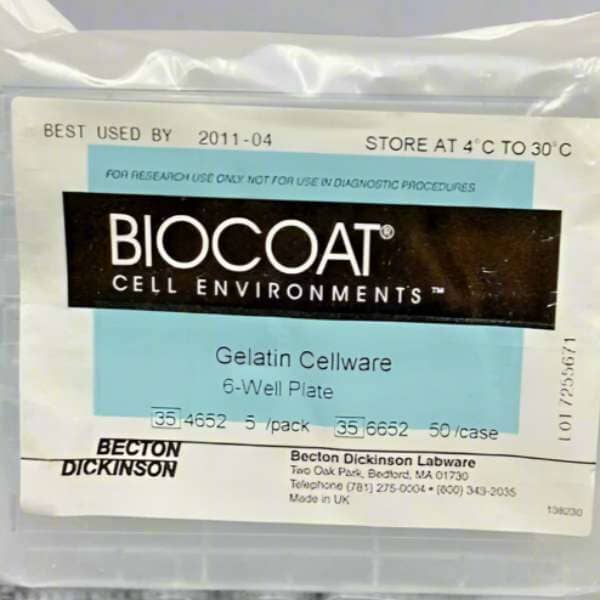 BEST USED BY 2011-04
STORE AT 4°C TO 30°C
FOR RESEARCH USE ONLY NOT FOR USE IN DIAGNOSTIC PROCEDURES
BIOCOAT®
CELL ENVIRONMENTS™
Gelatin Cellware
6-Well Plate
35 4652 5 /pack 35 6652 50 /case
LOT 7255671
BECTON
DICKINSON
Becton Dickinson Labware
Two Oak Park, Bedford, MA 01730
Telephone (781) 275-0004 • (800) 343-2035
Made in UK
138230